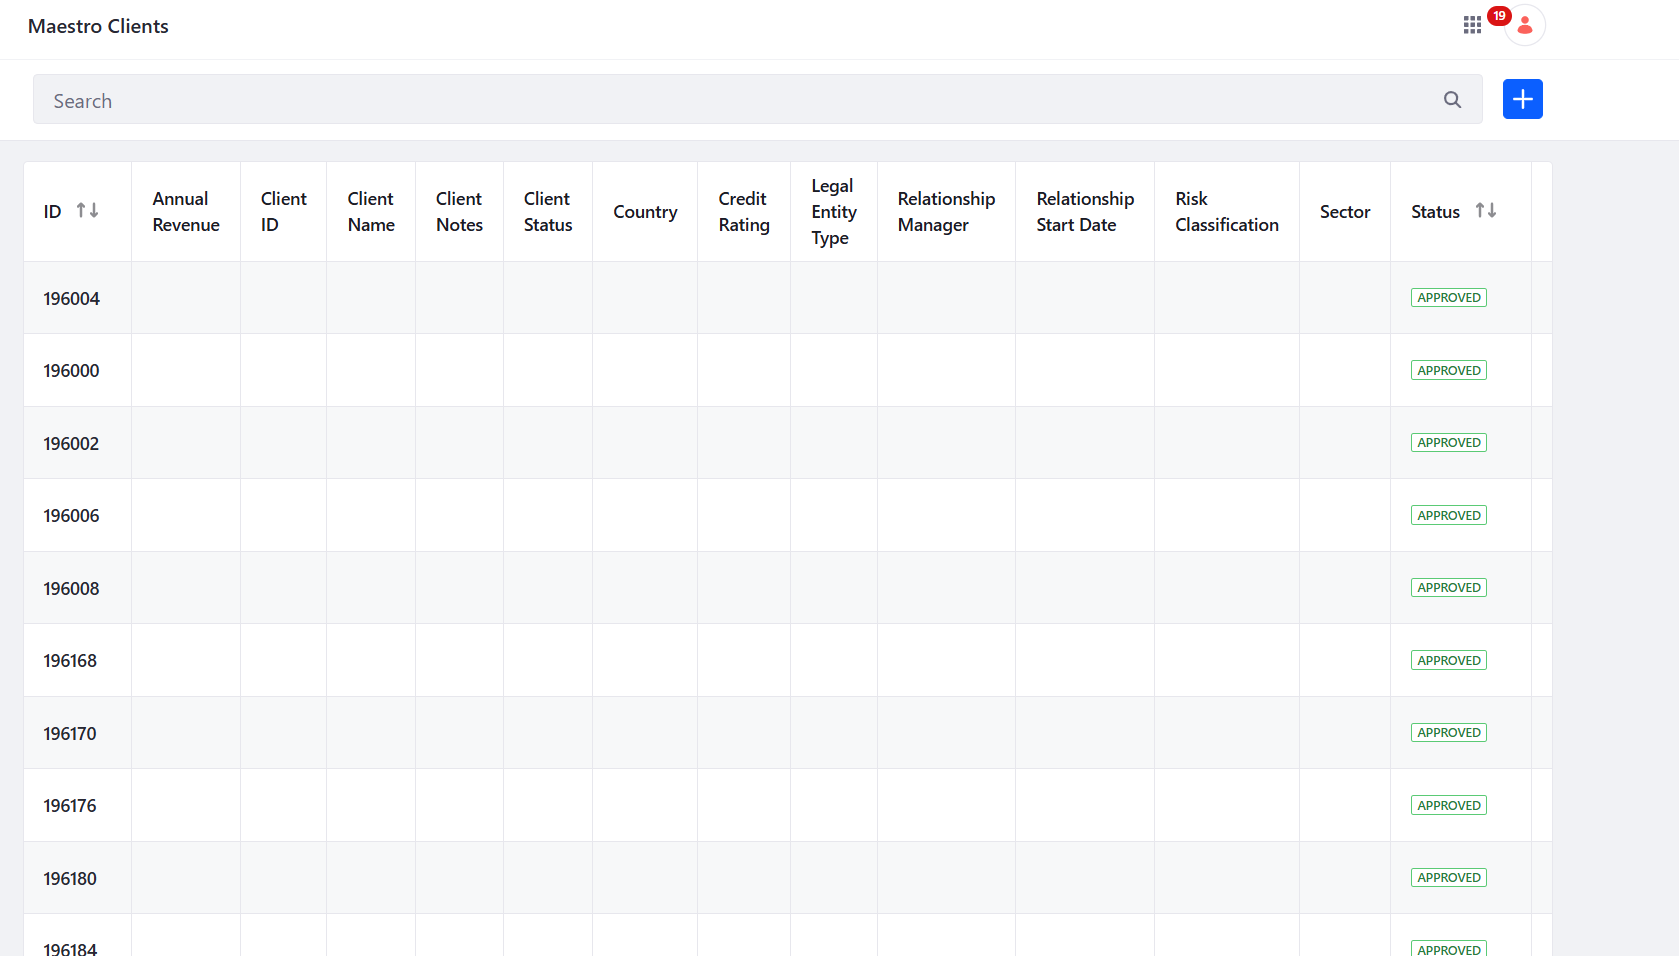 Maestro Clients
19
Search
ID
Annual Revenue
Client ID
Client Name
Client Notes
Client Status
Country
Credit Rating
Legal Entity Type
Relationship Manager
Relationship Start Date
Risk Classification
Sector
Status
196004 APPROVED
196000 APPROVED
196002 APPROVED
196006 APPROVED
196008 APPROVED
196168 APPROVED
196170 APPROVED
196176 APPROVED
196180 APPROVED
196184 APPROVED